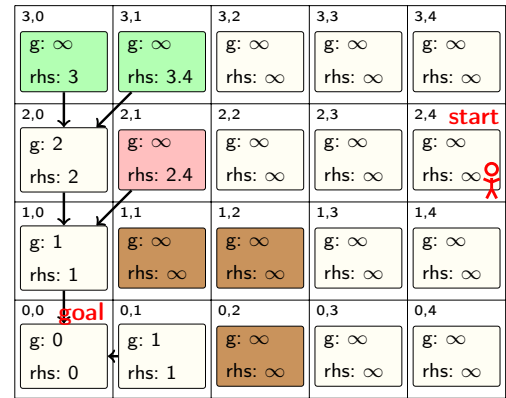 3,0 3,1 3,2 3,3 3,4
g: ∞ g: ∞ g: ∞ g: ∞ g: ∞
rhs: 3 rhs: 3.4 rhs: ∞ rhs: ∞ rhs: ∞
2,0 2,1 2,2 2,3 2,4 start
g: 2 g: ∞ g: ∞ g: ∞ g: ∞
rhs: 2 rhs: 2.4 rhs: ∞ rhs: ∞ rhs: ∞
1,0 1,1 1,2 1,3 1,4
g: 1 g: ∞ g: ∞ g: ∞ g: ∞
rhs: 1 rhs: ∞ rhs: ∞ rhs: ∞ rhs: ∞
0,0 goal 0,1 0,2 0,3 0,4
g: 0 g: 1 g: ∞ g: ∞ g: ∞
rhs: 0 rhs: 1 rhs: ∞ rhs: ∞ rhs: ∞